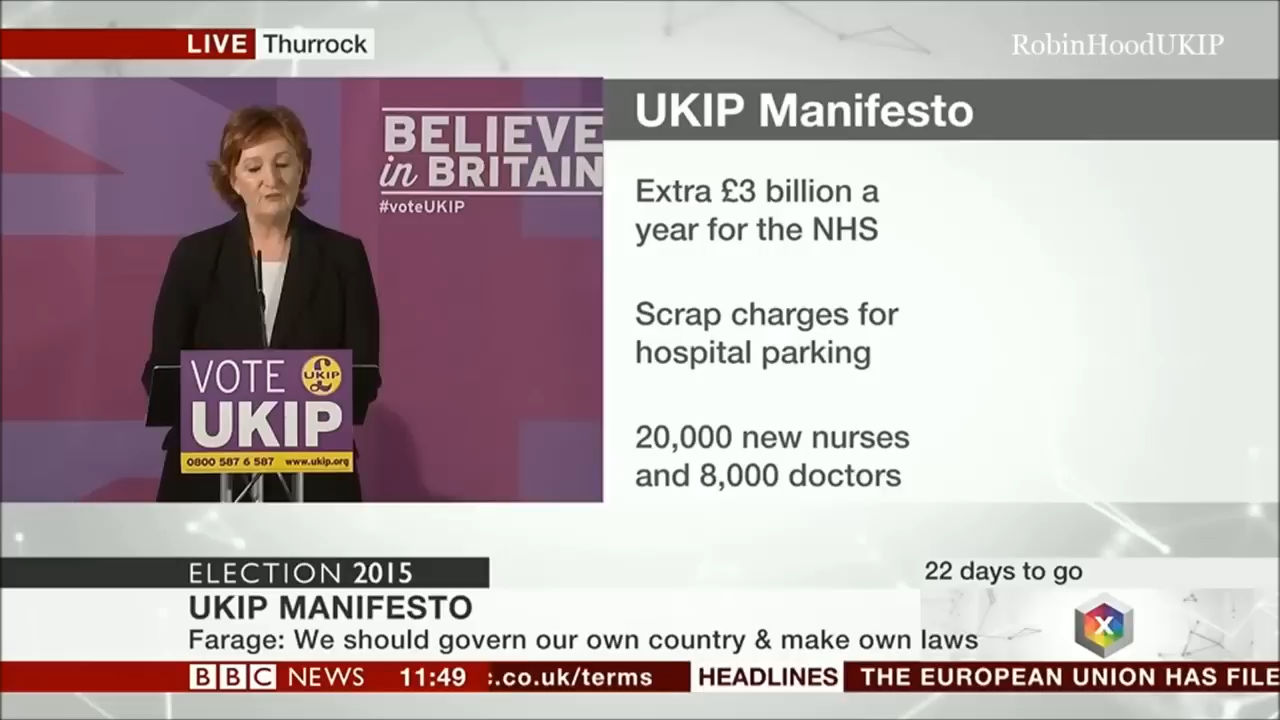 LIVE Thurrock
RobinHoodUKIP
BELIEVE
in BRITAIN
#voteUKIP
VOTE UKIP
UKIP
0800 587 6 587 www.ukip.org
UKIP Manifesto
Extra £3 billion a
year for the NHS
Scrap charges for
hospital parking
20,000 new nurses
and 8,000 doctors
ELECTION 2015
22 days to go
UKIP MANIFESTO
Farage: We should govern our own country & make own laws
X
BBC NEWS 11:49 :.co.uk/terms HEADLINES THE EUROPEAN UNION HAS FILE